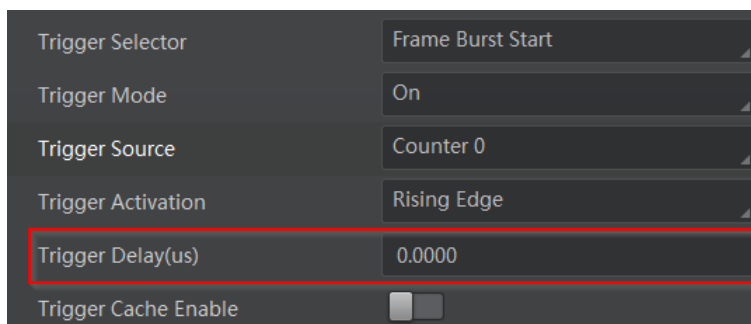 Trigger Selector Frame Burst Start
Trigger Mode On
Trigger Source Counter 0
Trigger Activation Rising Edge
Trigger Delay(us) 0.0000
Trigger Cache Enable